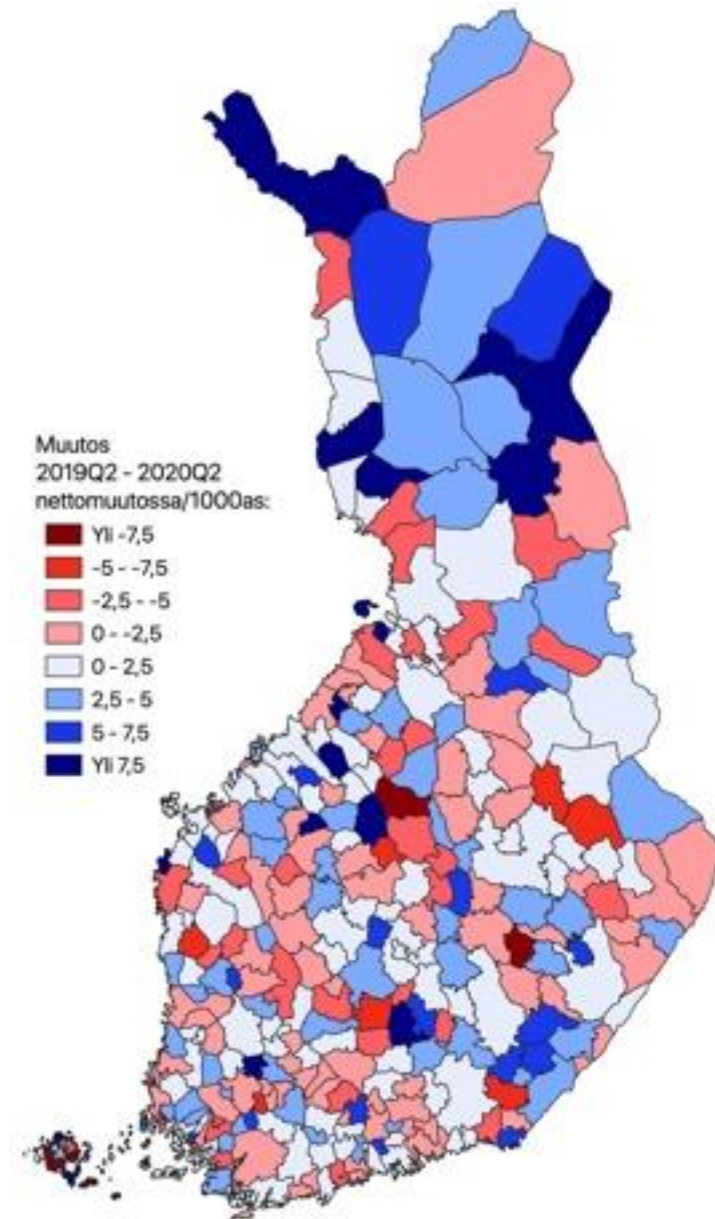 Muutos
2019Q2 - 2020Q2
nettomuutossa/1000as:
Yli -7,5
-5 - -7,5
-2,5 - -5
0 - -2,5
0 - 2,5
2,5 - 5
5 - 7,5
Yli 7,5